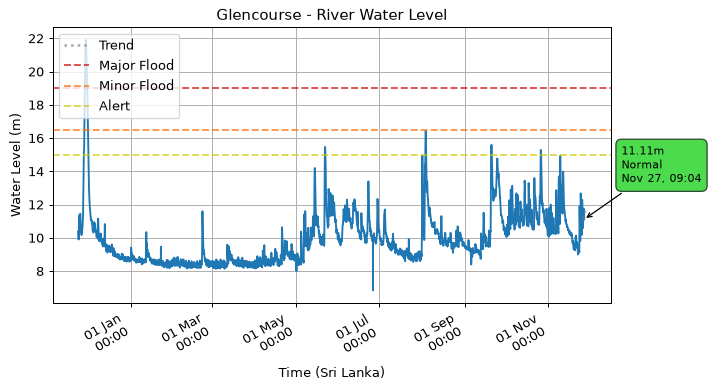 Glencourse - River Water Level
Trend
Major Flood
Minor Flood
Alert
11.11m
Normal
Nov 27, 09:04
Water Level (m)
22
20
18
16
14
12
10
8
01 Jan
00:00
01 Mar
00:00
01 May
00:00
01 Jul
00:00
01 Sep
00:00
01 Nov
00:00
Time (Sri Lanka)